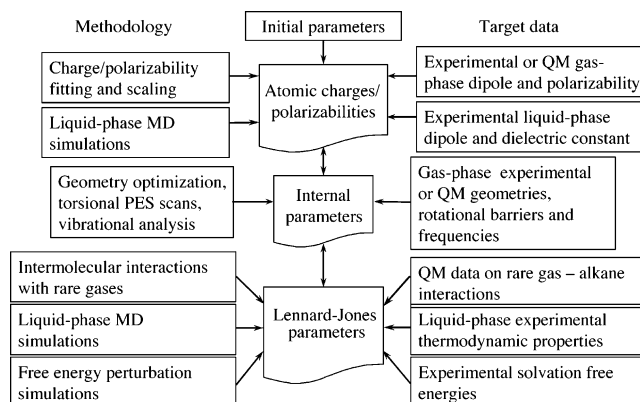 Methodology
Initial parameters
Target data
Charge/polarizability
fitting and scaling
Liquid-phase MD
simulations
Atomic charges/
polarizabilities
Experimental or QM gas-
phase dipole and polarizability
Experimental liquid-phase
dipole and dielectric constant
Geometry optimization,
torsional PES scans,
vibrational analysis
Internal
parameters
Gas-phase experimental
or QM geometries,
rotational barriers and
frequencies
Intermolecular interactions
with rare gases
Liquid-phase MD
simulations
Free energy perturbation
simulations
Lennard-Jones
parameters
QM data on rare gas – alkane
interactions
Liquid-phase experimental
thermodynamic properties
Experimental solvation free
energies